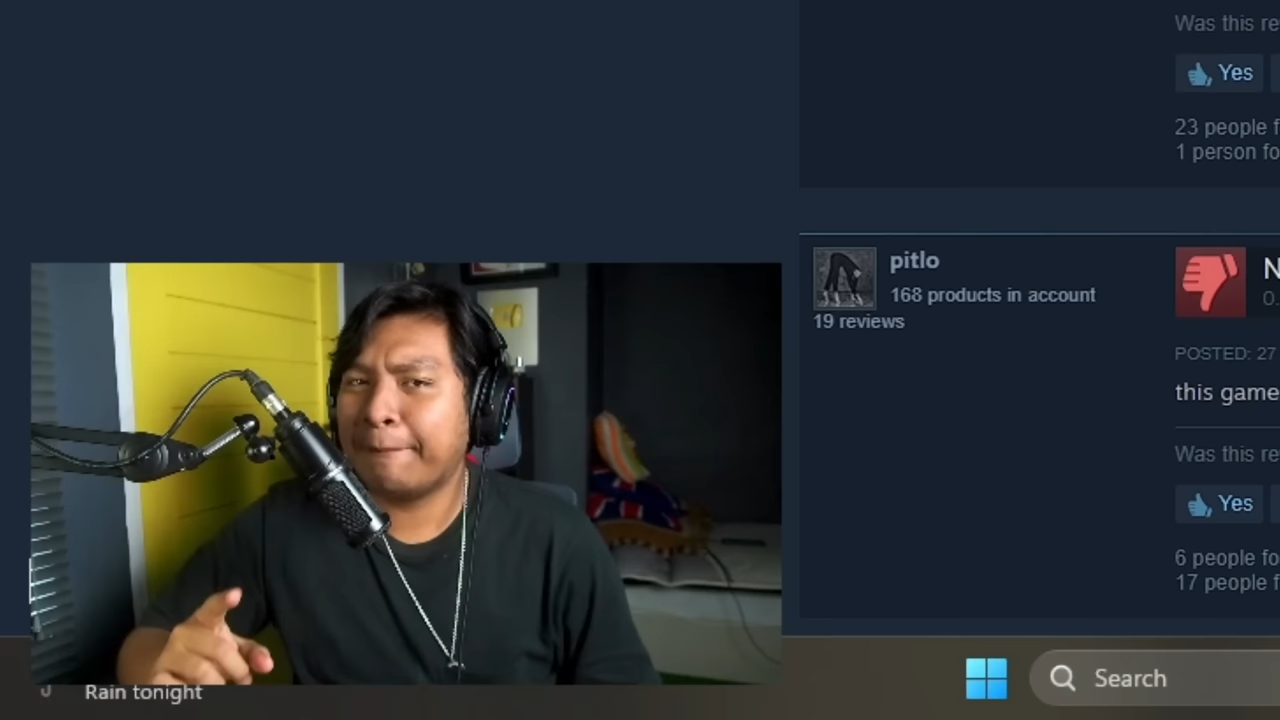 Was this re
Yes
23 people f
1 person fo
pitlo
168 products in account
19 reviews
N
0.
POSTED: 27
this game
Was this re
Yes
6 people fo
17 people f
Rain tonight
Search